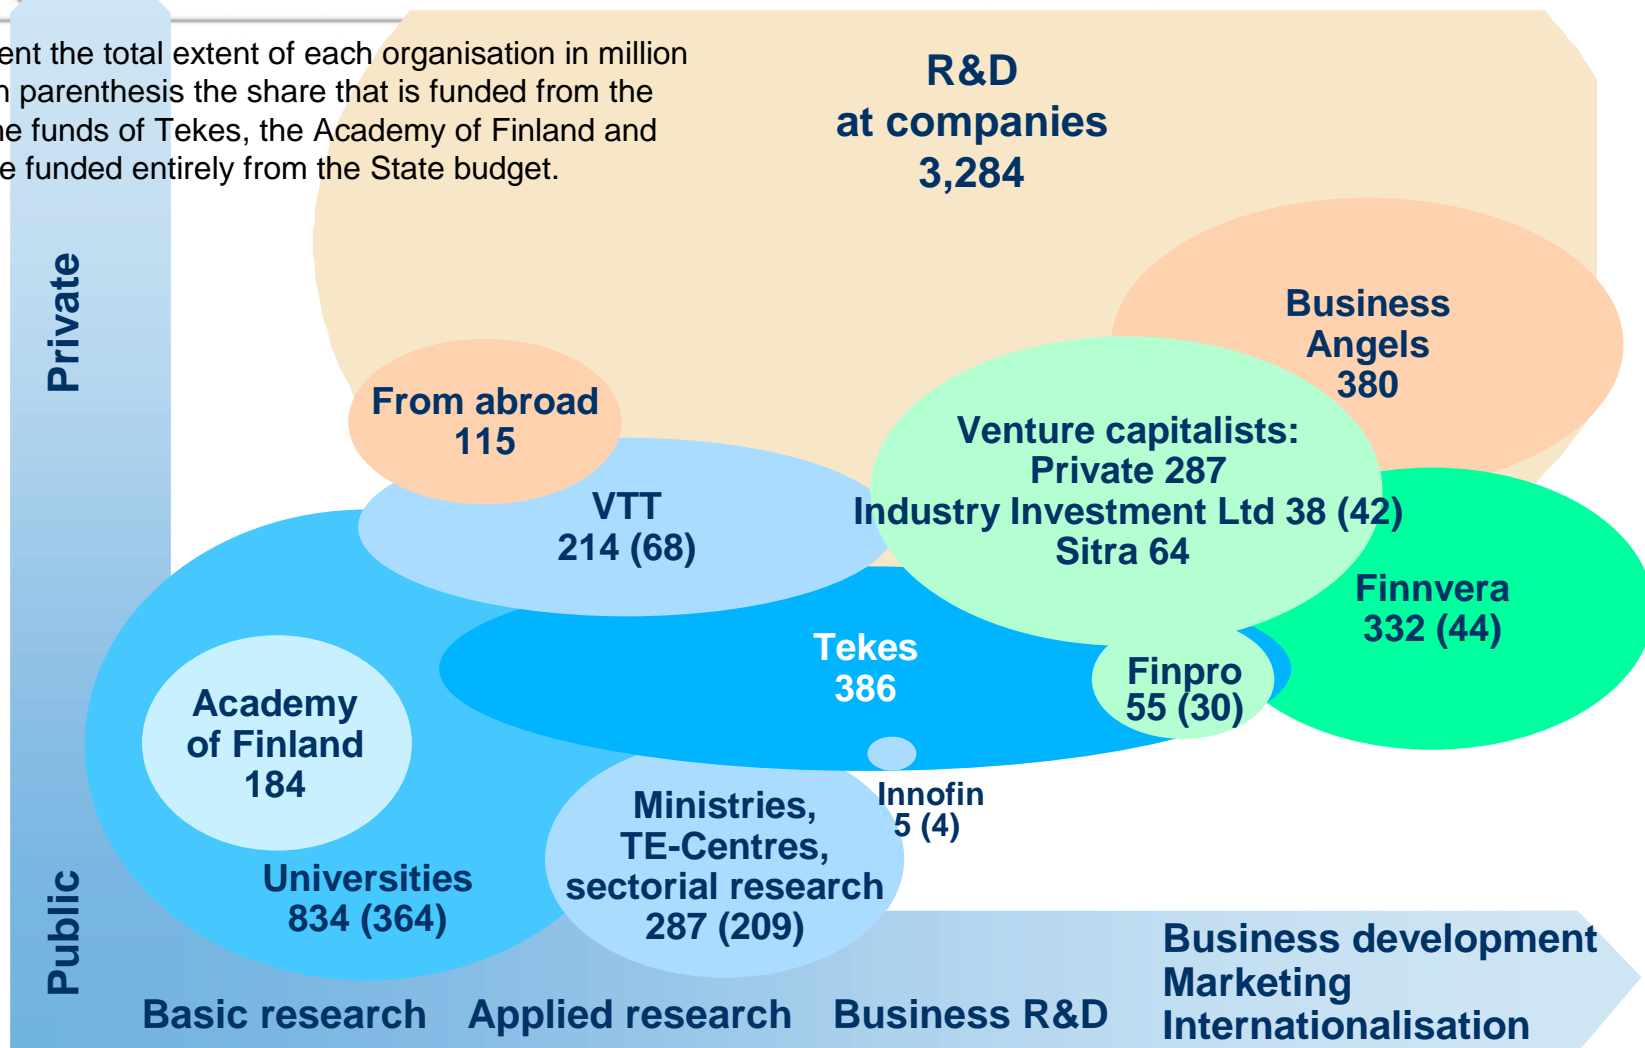 ent the total extent of each organisation in million
n parenthesis the share that is funded from the
ne funds of Tekes, the Academy of Finland and
e funded entirely from the State budget.
R&D
at companies
3,284
Private
Business
Angels
380
From abroad
115
Venture capitalists:
Private 287
Industry Investment Ltd 38 (42)
Sitra 64
VTT
214 (68)
Finnvera
332 (44)
Tekes
386
Finpro
55 (30)
Academy
of Finland
184
Innofin
5 (4)
Ministries,
TE-Centres,
sectorial research
287 (209)
Universities
834 (364)
Public
Basic research
Applied research
Business R&D
Business development
Marketing
Internationalisation